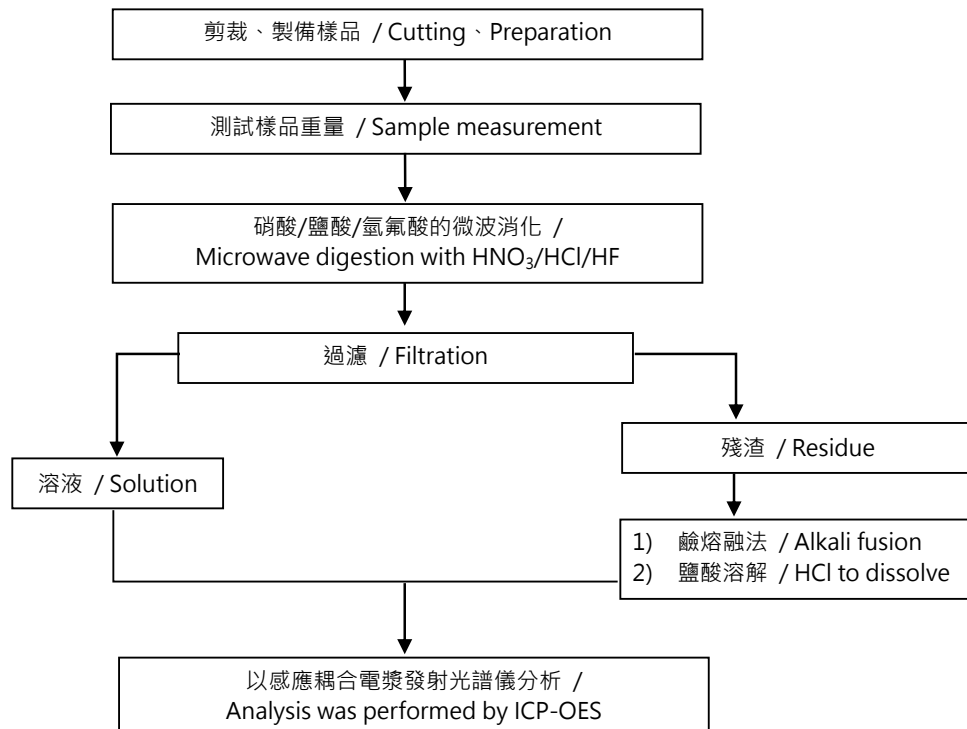 剪裁、製備樣品 / Cutting、Preparation
測試樣品重量 / Sample measurement
硝酸/鹽酸/氫氟酸的微波消化 /
Microwave digestion with HNO₃/HCl/HF
過濾 / Filtration
溶液 / Solution
殘渣 / Residue
1) 鹼熔融法 / Alkali fusion
2) 鹽酸溶解 / HCl to dissolve
以感應耦合電漿發射光譜儀分析 /
Analysis was performed by ICP-OES